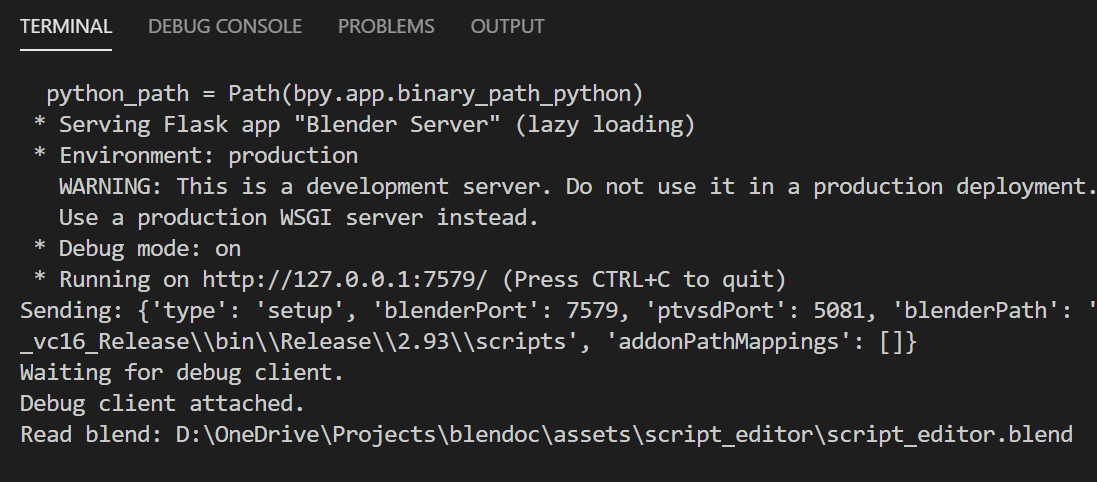 TERMINAL DEBUG CONSOLE PROBLEMS OUTPUT
python_path = Path(bpy.app.binary_path_python)
* Serving Flask app "Blender Server" (lazy loading)
* Environment: production
WARNING: This is a development server. Do not use it in a production deployment.
Use a production WSGI server instead.
* Debug mode: on
* Running on http://127.0.0.1:7579/ (Press CTRL+C to quit)
Sending: {'type': 'setup', 'blenderPort': 7579, 'ptvsdPort': 5081, 'blenderPath': '
_vc16_Release\\bin\\Release\\2.93\\scripts', 'addonPathMappings': []}
Waiting for debug client.
Debug client attached.
Read blend: D:\OneDrive\Projects\blendoc\assets\script_editor\script_editor.blend